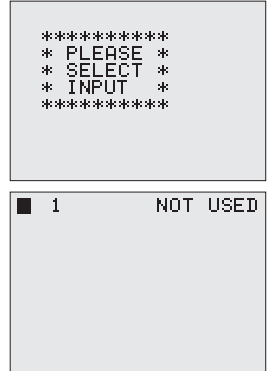 **********
* PLEASE *
* SELECT *
* INPUT  *
**********
■ 1 NOT USED